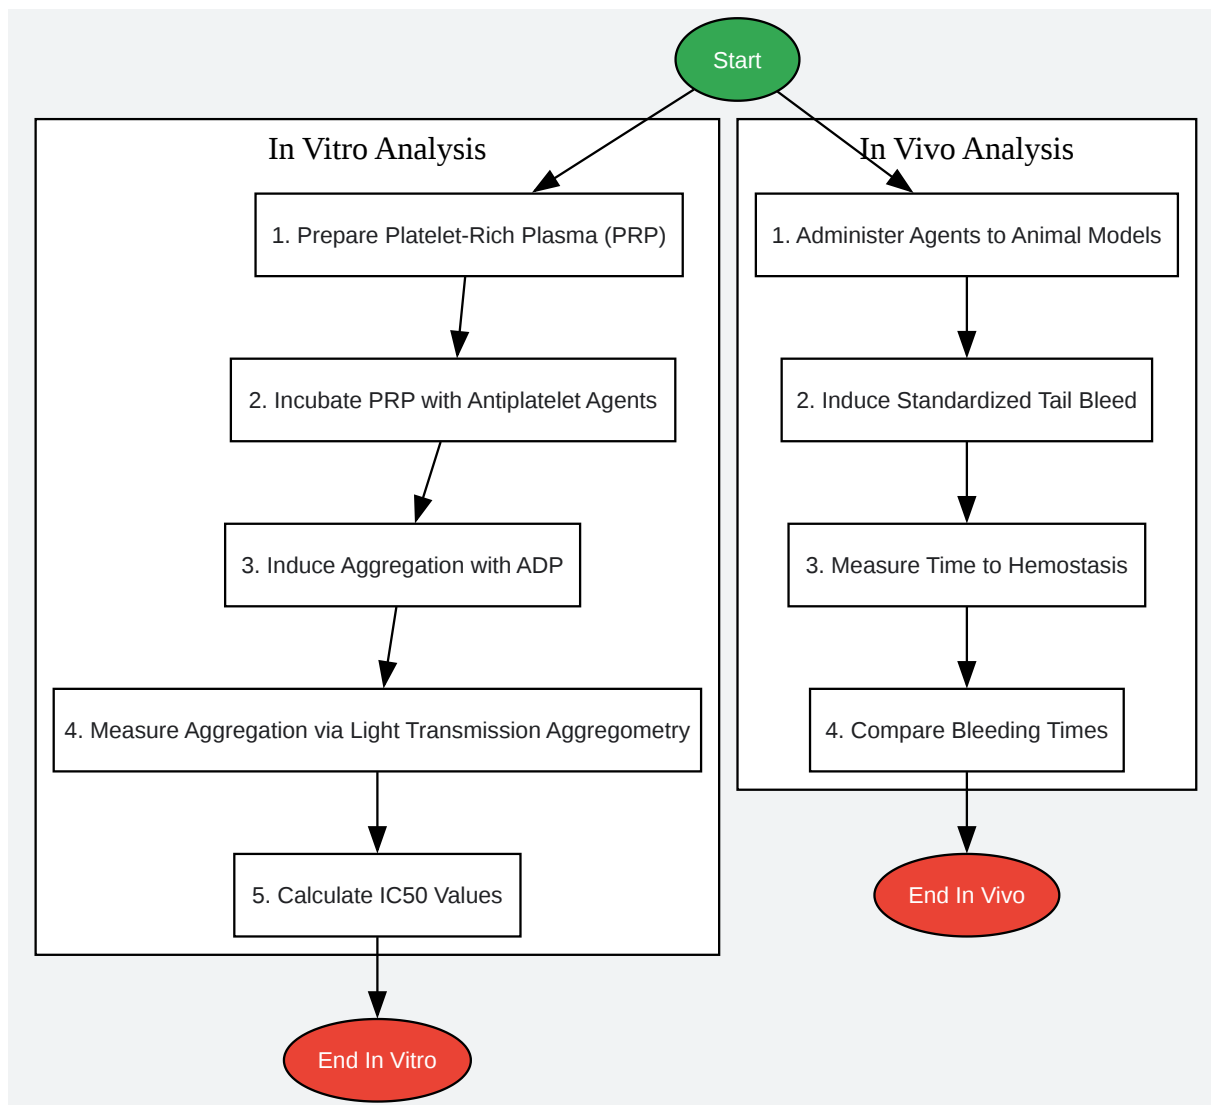 Start
In Vitro Analysis
1. Prepare Platelet-Rich Plasma (PRP)
2. Incubate PRP with Antiplatelet Agents
3. Induce Aggregation with ADP
4. Measure Aggregation via Light Transmission Aggregometry
5. Calculate IC50 Values
End In Vitro
In Vivo Analysis
1. Administer Agents to Animal Models
2. Induce Standardized Tail Bleed
3. Measure Time to Hemostasis
4. Compare Bleeding Times
End In Vivo